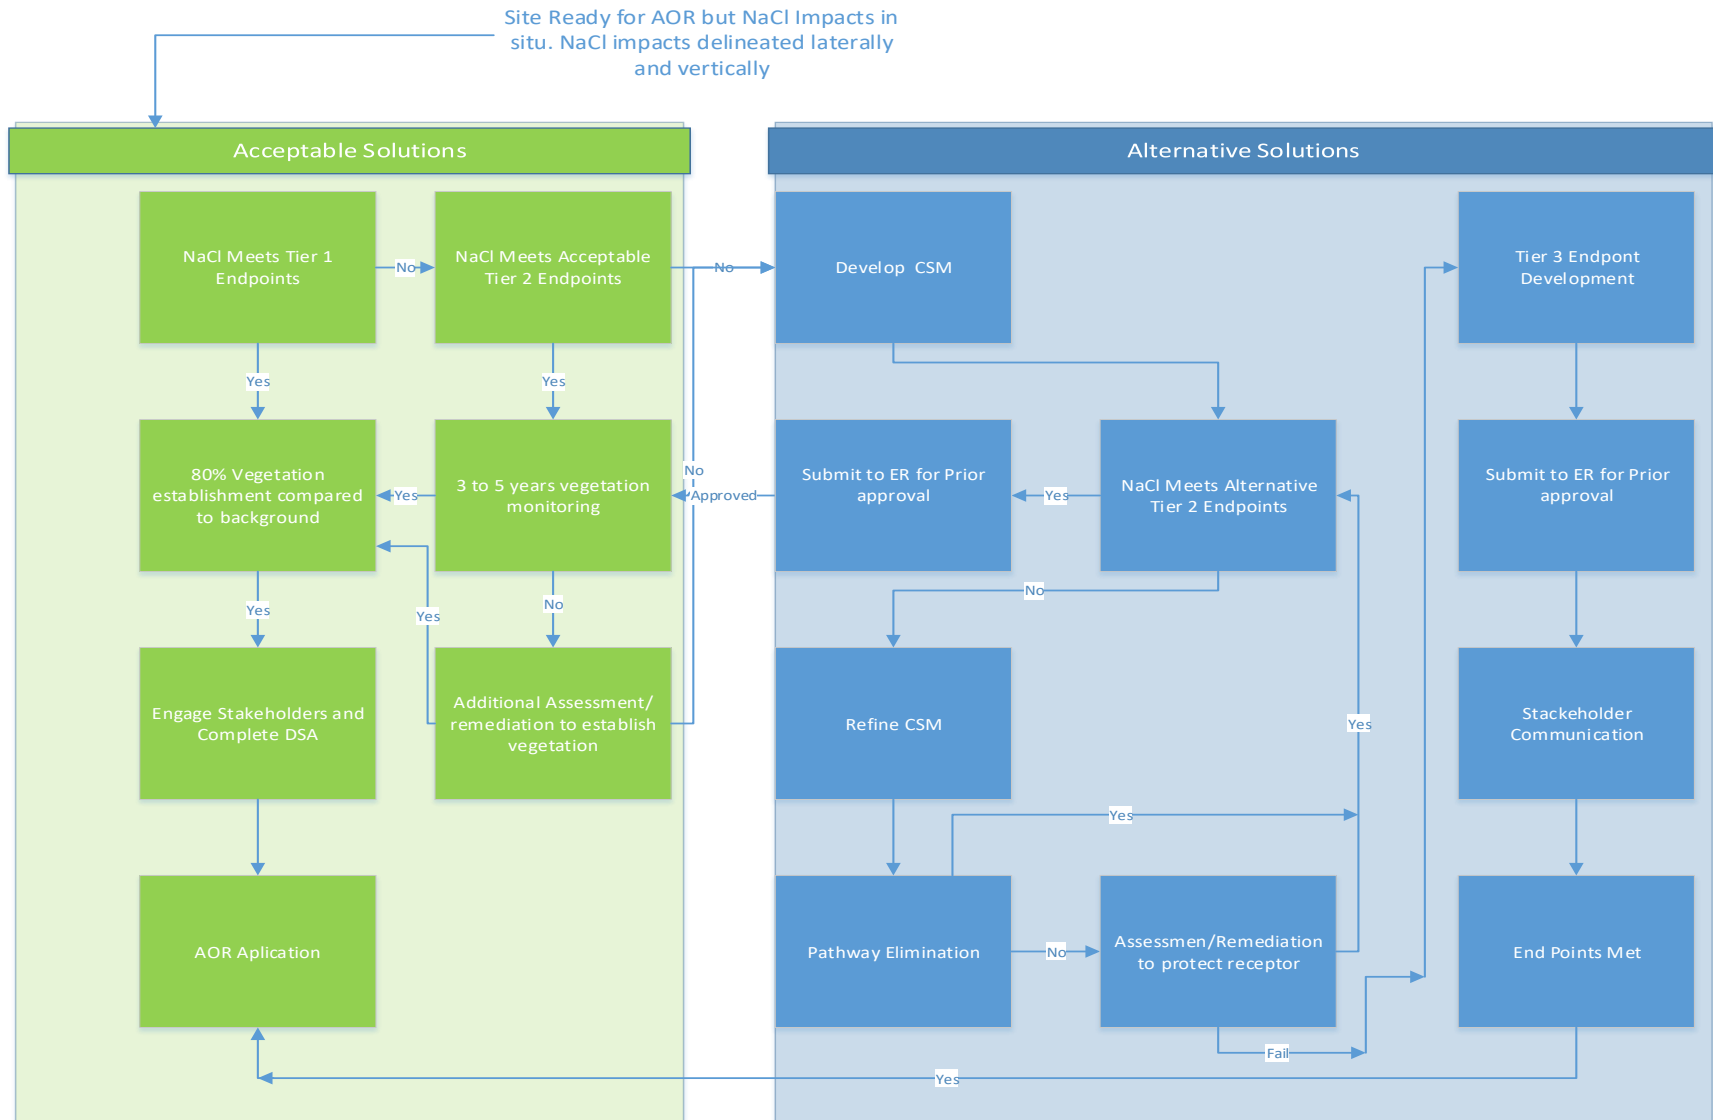 Site Ready for AOR but NaCl Impacts in
situ. NaCl impacts delineated laterally
and vertically
Acceptable Solutions
Alternative Solutions
NaCl Meets Tier 1
Endpoints
No
NaCl Meets Acceptable
Tier 2 Endpoints
No
Develop CSM
Tier 3 Endpont
Development
Yes
Yes
80% Vegetation
establishment compared
to background
Yes
3 to 5 years vegetation
monitoring
No
Approved
Submit to ER for Prior
approval
Yes
NaCl Meets Alternative
Tier 2 Endpoints
Submit to ER for Prior
approval
Yes
No
Yes
No
Engage Stakeholders and
Complete DSA
Additional Assessment/
remediation to establish
vegetation
Refine CSM
Yes
Stackeholder
Communication
Yes
AOR Aplication
Pathway Elimination
No
Assessmen/Remediation
to protect receptor
End Points Met
Fail
Yes